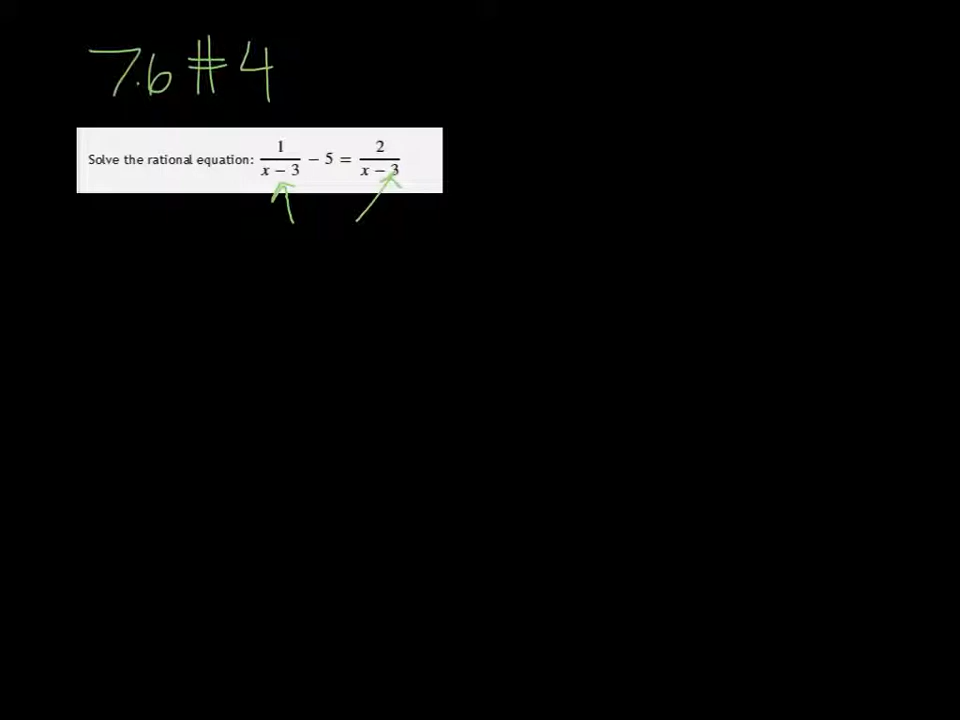 7.6 #4
Solve the rational equation: 1/(x − 3) − 5 = 2/(x − 3)